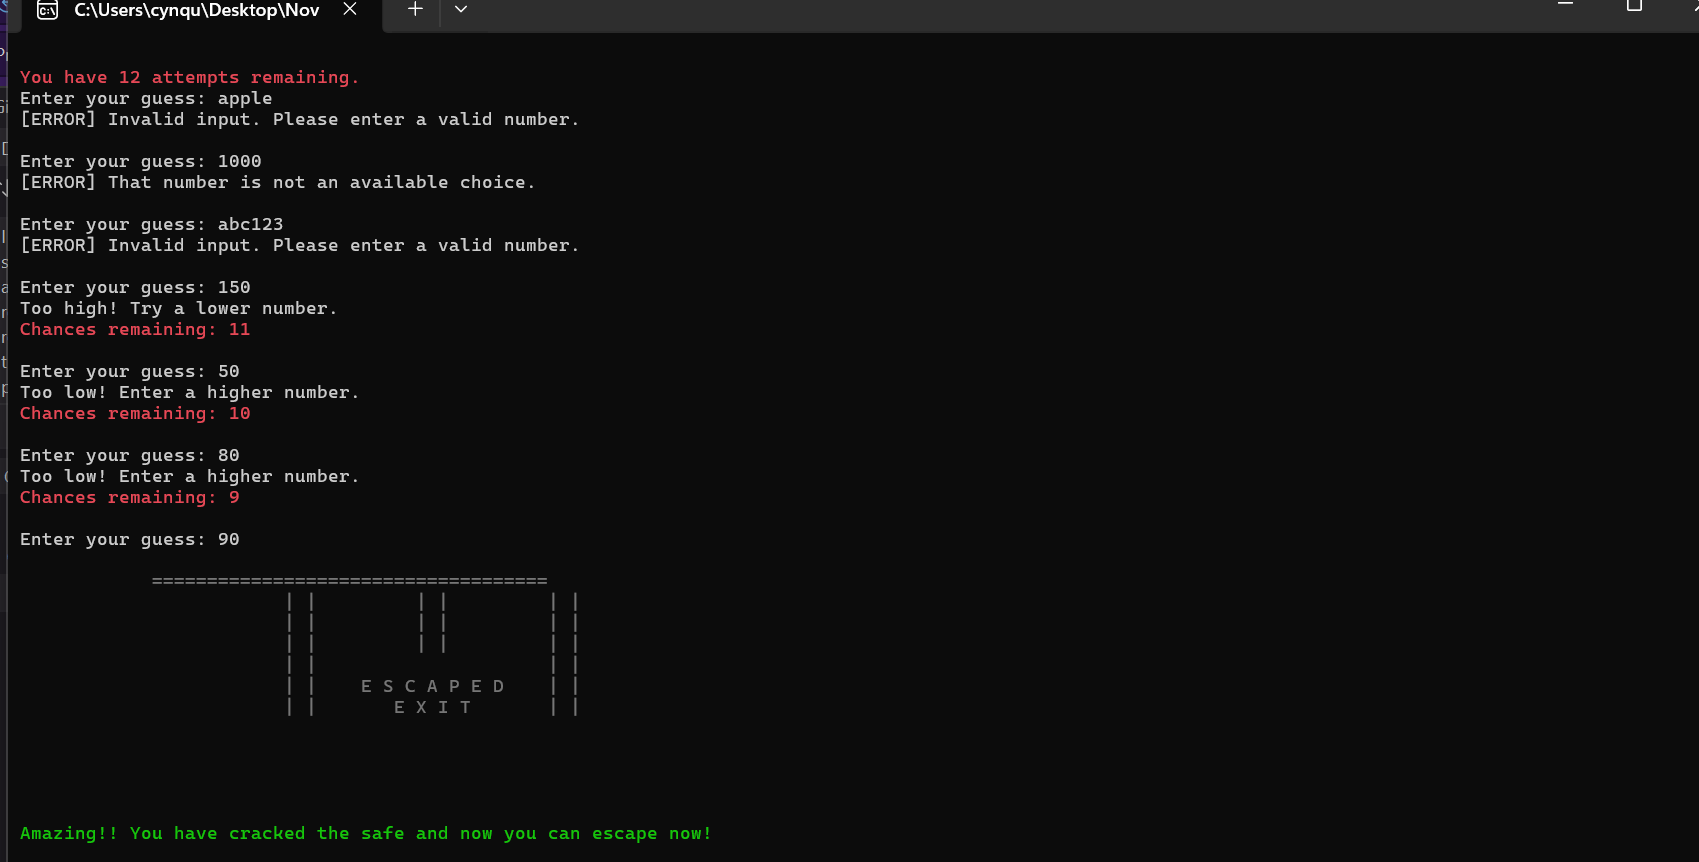 C:\Users\cynqu\Desktop\Nov
You have 12 attempts remaining.
Enter your guess: apple
[ERROR] Invalid input. Please enter a valid number.
Enter your guess: 1000
[ERROR] That number is not an available choice.
Enter your guess: abc123
[ERROR] Invalid input. Please enter a valid number.
Enter your guess: 150
Too high! Try a lower number.
Chances remaining: 11
Enter your guess: 50
Too low! Enter a higher number.
Chances remaining: 10
Enter your guess: 80
Too low! Enter a higher number.
Chances remaining: 9
Enter your guess: 90
====================================
| |         | |         | |
| |         | |         | |
| |         | |         | |
| |                     | |
| |    E S C A P E D    | |
| |       E X I T       | |
Amazing!! You have cracked the safe and now you can escape now!